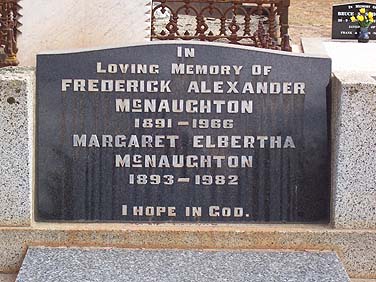 IN
LOVING MEMORY OF
FREDERICK ALEXANDER
McNAUGHTON
1891-1966
MARGARET ELBERTHA
McNAUGHTON
1893-1982
I HOPE IN GOD.